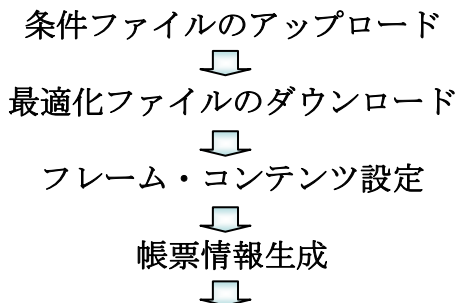 条件ファイルのアップロード
最適化ファイルのダウンロード
フレーム・コンテンツ設定
帳票情報生成